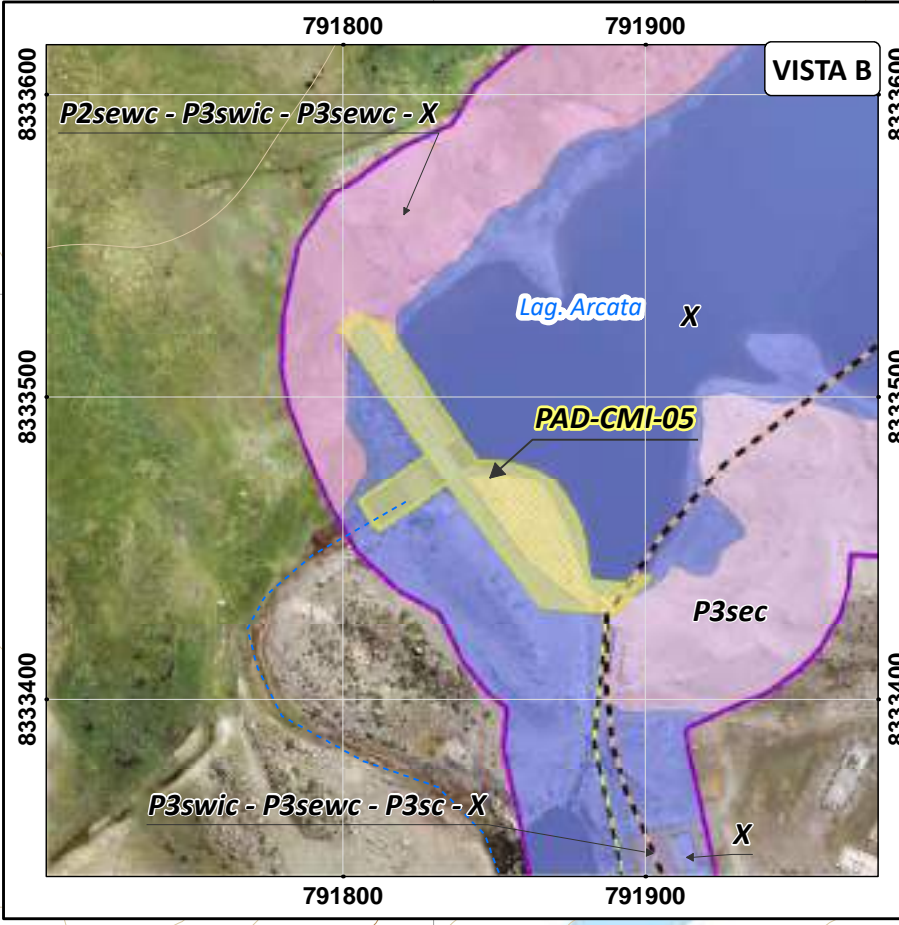 791800 791900
VISTA B
8333600 8333600
P2sewc - P3swic - P3sewc - X
Lag. Arcata X
8333500 8333500
PAD-CMI-05
P3sec
8333400 8333400
P3swic - P3sewc - P3sc - X
X
791800 791900